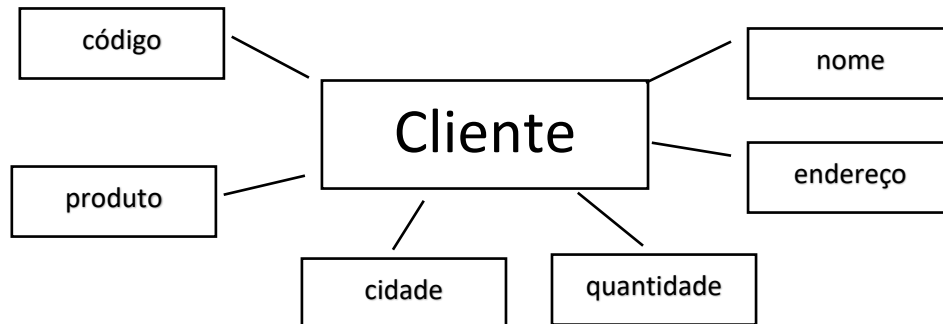 código
nome
Cliente
produto
endereço
cidade
quantidade